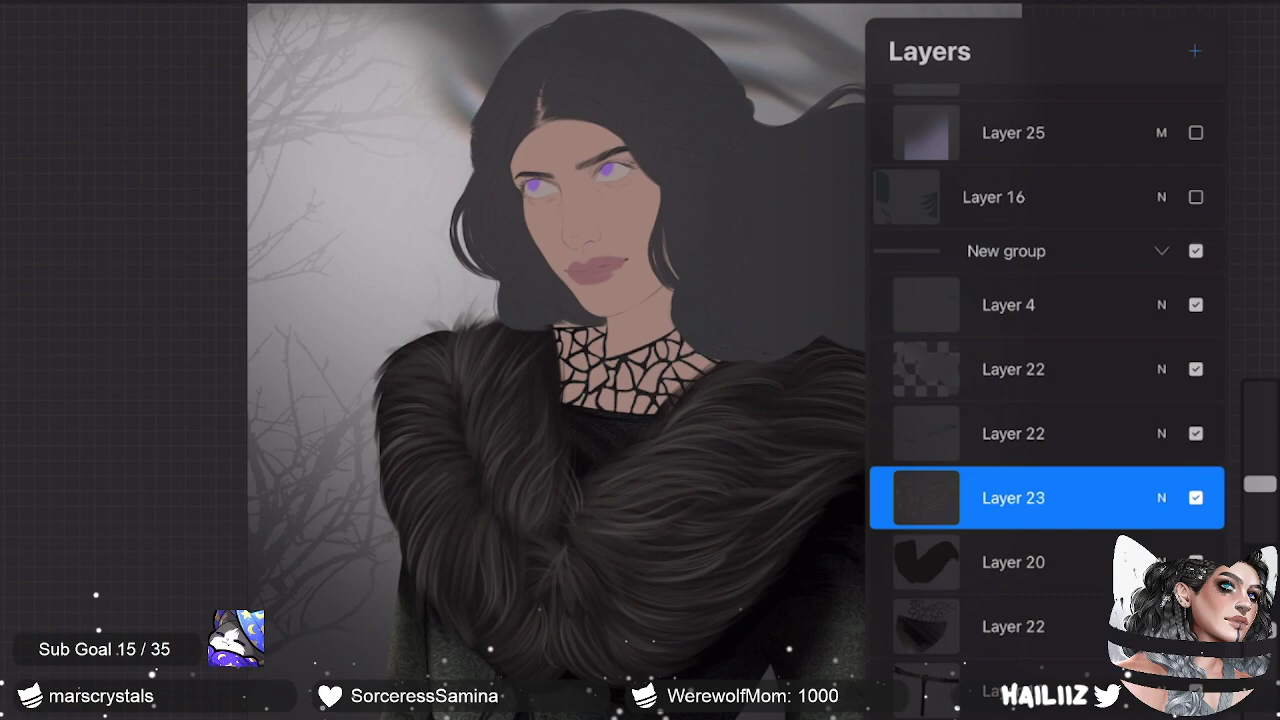 Layers
Layer 25 M
Layer 16 N
New group
Layer 4 N
Layer 22 N
Layer 22 N
Layer 23 N
Layer 20
Layer 22
Sub Goal 15 / 35
marscrystals
SorceressSamina
WerewolfMom: 1000
HAILIIZ